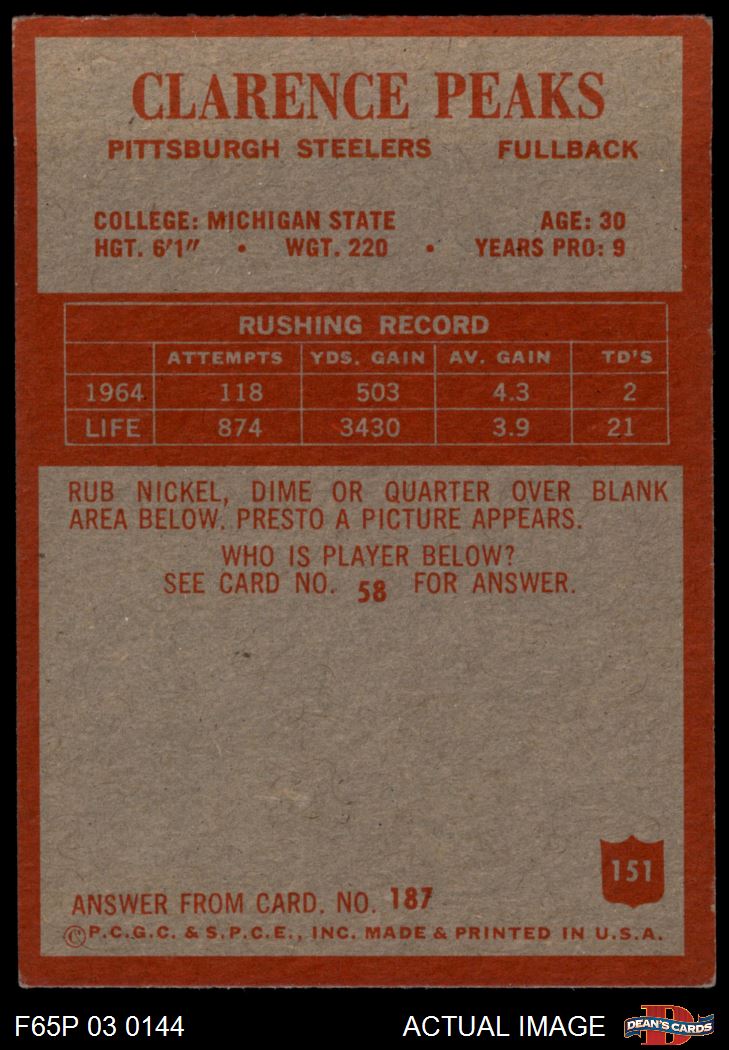 CLARENCE PEAKS
PITTSBURGH STEELERS FULLBACK
COLLEGE: MICHIGAN STATE AGE: 30
HGT. 6'1" • WGT. 220 • YEARS PRO: 9
RUSHING RECORD
ATTEMPTS YDS. GAIN AV. GAIN TD'S
1964 118 503 4.3 2
LIFE 874 3430 3.9 21
RUB NICKEL, DIME OR QUARTER OVER BLANK
AREA BELOW. PRESTO A PICTURE APPEARS.
WHO IS PLAYER BELOW?
SEE CARD NO. 58 FOR ANSWER.
151
ANSWER FROM CARD. NO. 187
©P.C.G.C. & S.P.C.E., INC. MADE & PRINTED IN U.S.A.
F65P 03 0144 ACTUAL IMAGE DEAN'S CARDS